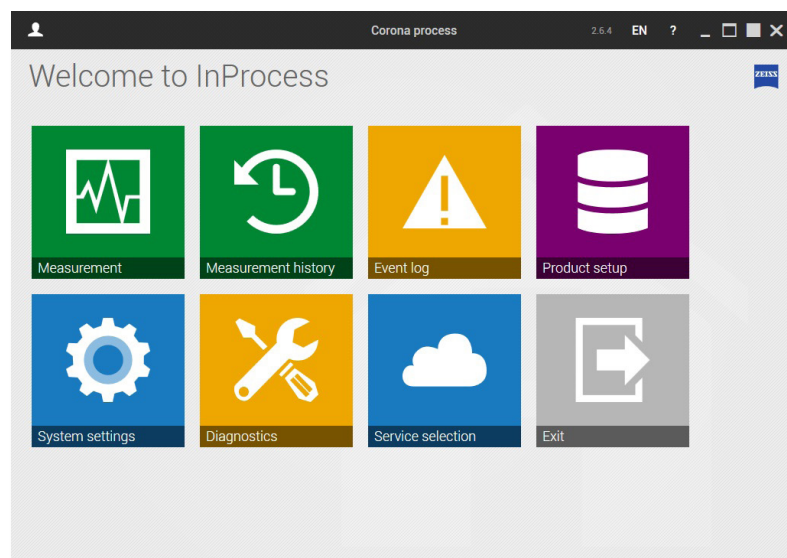 Corona process 2.6.4 EN ?
Welcome to InProcess
ZEISS
Measurement
Measurement history
Event log
Product setup
System settings
Diagnostics
Service selection
Exit